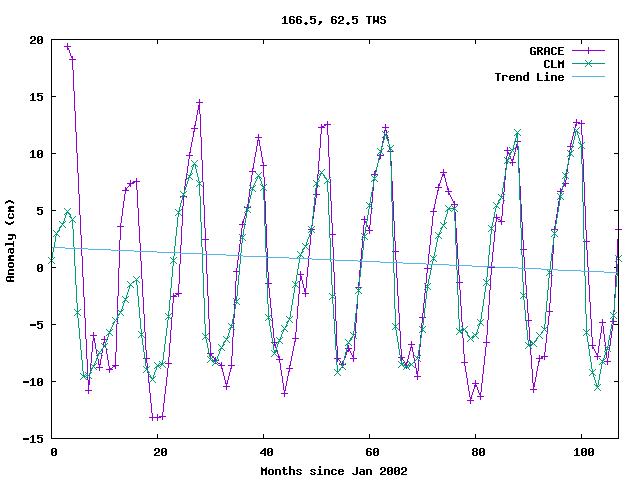 166.5, 62.5 TWS
GRACE
CLM
Trend Line
20
15
10
5
0
-5
-10
-15
Anomaly (cm)
0 20 40 60 80 100
Months since Jan 2002